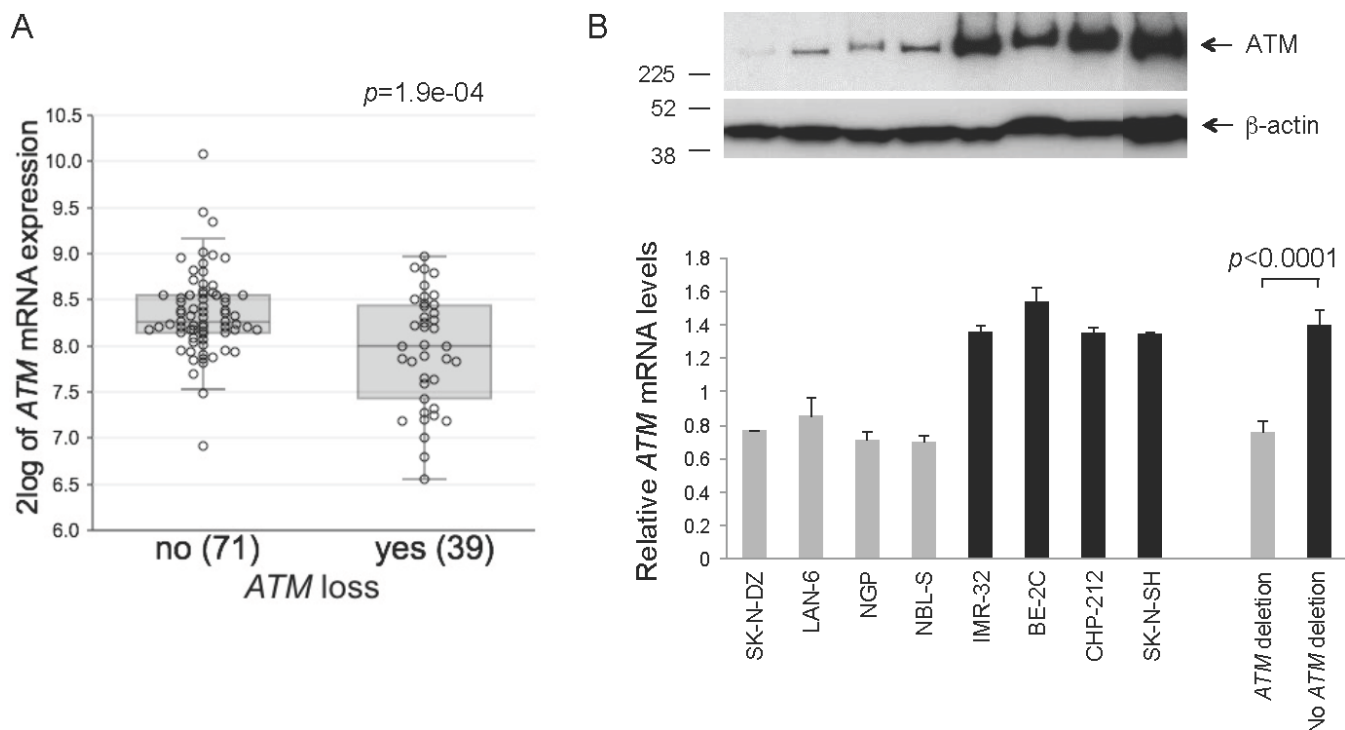 A
p=1.9e-04
2log of ATM mRNA expression
10.5
10.0
9.5
9.0
8.5
8.0
7.5
7.0
6.5
6.0
no (71)
yes (39)
ATM loss
B
ATM
225
52
β-actin
38
Relative ATM mRNA levels
1.8
1.6
1.4
1.2
1
0.8
0.6
0.4
0.2
0
p<0.0001
SK-N-DZ
LAN-6
NGP
NBL-S
IMR-32
BE-2C
CHP-212
SK-N-SH
ATM deletion
No ATM deletion